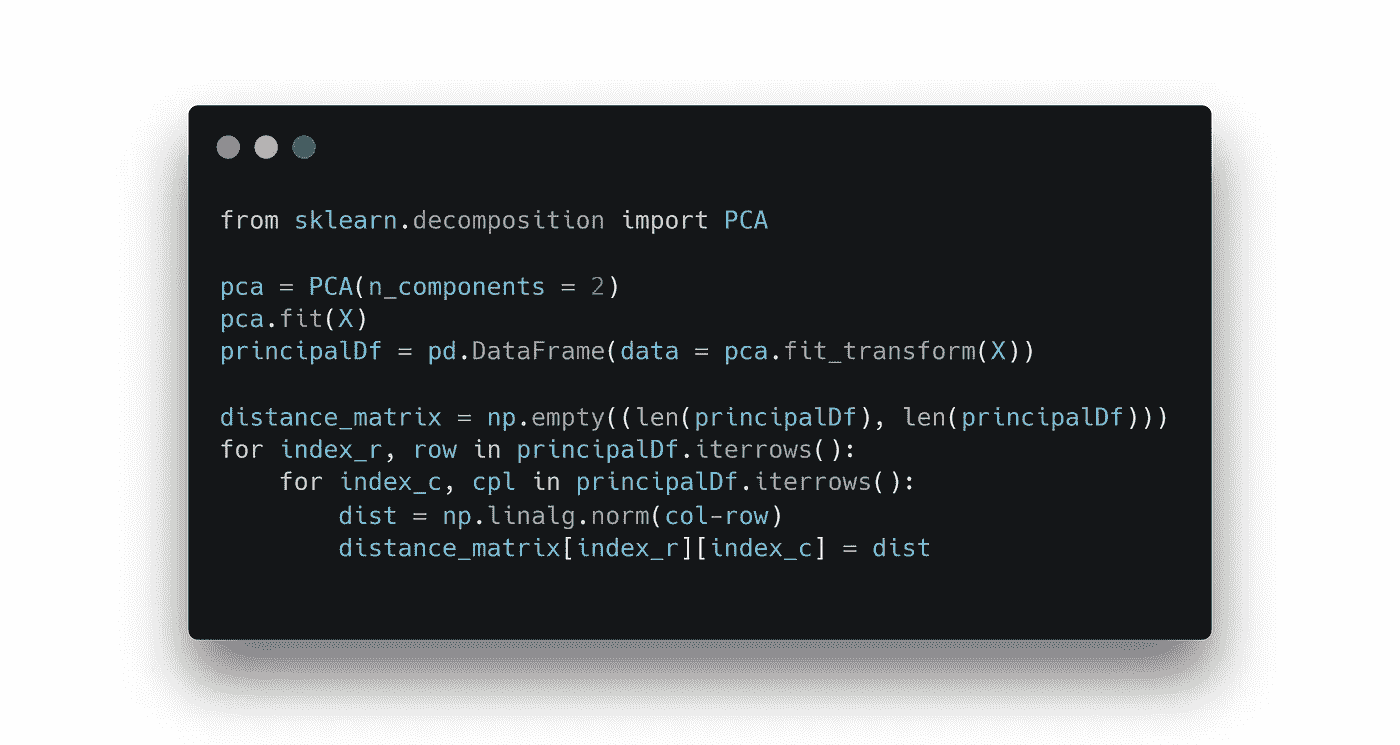 from sklearn.decomposition import PCA
pca = PCA(n_components = 2)
pca.fit(X)
principalDf = pd.DataFrame(data = pca.fit_transform(X))
distance_matrix = np.empty((len(principalDf), len(principalDf)))
for index_r, row in principalDf.iterrows():
    for index_c, cpl in principalDf.iterrows():
        dist = np.linalg.norm(col-row)
        distance_matrix[index_r][index_c] = dist